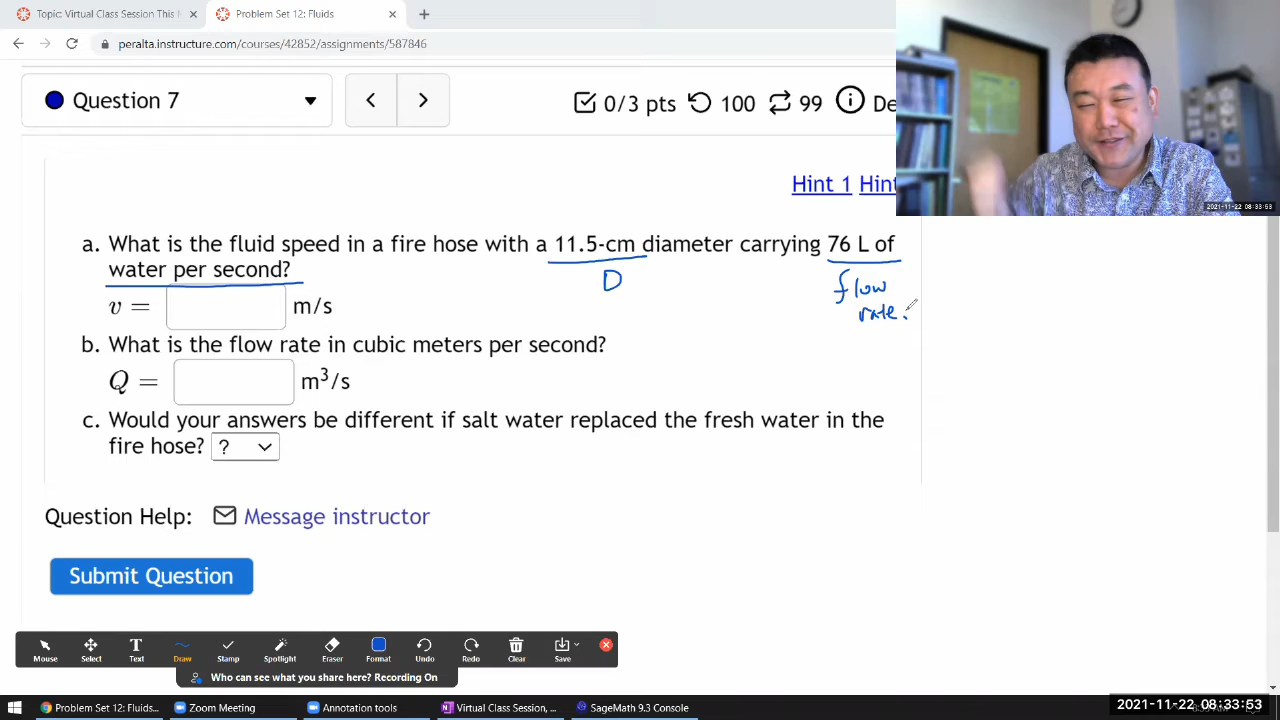 Topic: Virtual Class Session This
Problem Set 12: Fluids
peralta.instructure.com/courses/42852/assignments/587846
Question 7
0/3 pts 100 99 De
Hint 1 Hint
a. What is the fluid speed in a fire hose with a 11.5-cm diameter carrying 76 L of
water per second?
D
flow
rate.
v = m/s
b. What is the flow rate in cubic meters per second?
Q = m³/s
c. Would your answers be different if salt water replaced the fresh water in the
fire hose? ?
Question Help: Message instructor
Submit Question
Mouse Select Text Draw Stamp Spotlight Eraser Format Undo Redo Clear Save
Who can see what you share here? Recording On
Problem Set 12: Fluids... Zoom Meeting Annotation tools Virtual Class Session, ... SageMath 9.3 Console
2021-11-22 08:33:53
2021-11-22 08:33:53